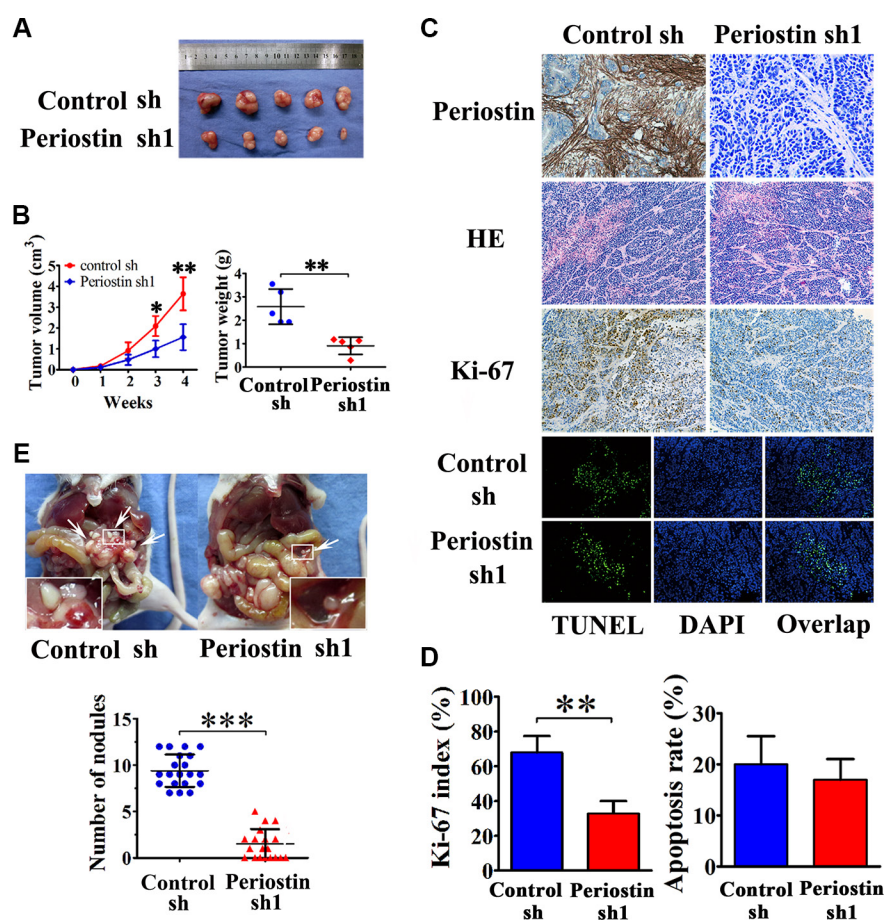 A
Control sh
Periostin sh1
B
Tumor volume (cm3)
5
4
3
2
1
0
control sh
Periostin sh1
*
**
0 1 2 3 4
Weeks
Tumor weight (g)
4
3
2
1
0
**
Control
sh
Periostin
sh1
C
Control sh Periostin sh1
Periostin
HE
Ki-67
Control
sh
Periostin
sh1
TUNEL DAPI Overlap
E
Control sh Periostin sh1
Number of nodules
15
10
5
0
***
Control
sh
Periostin
sh1
D
Ki-67 index (%)
100
80
60
40
20
0
**
Control
sh
Periostin
sh1
Apoptosis rate (%)
30
20
10
0
Control
sh
Periostin
sh1